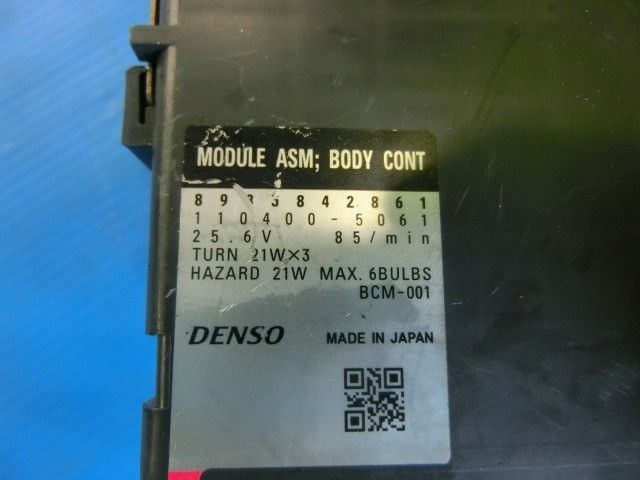 MODULE ASM; BODY CONT
8983842861
110400-5061
25.6V 85/min
TURN 21W×3
HAZARD 21W MAX. 6BULBS
BCM-001
DENSO
MADE IN JAPAN